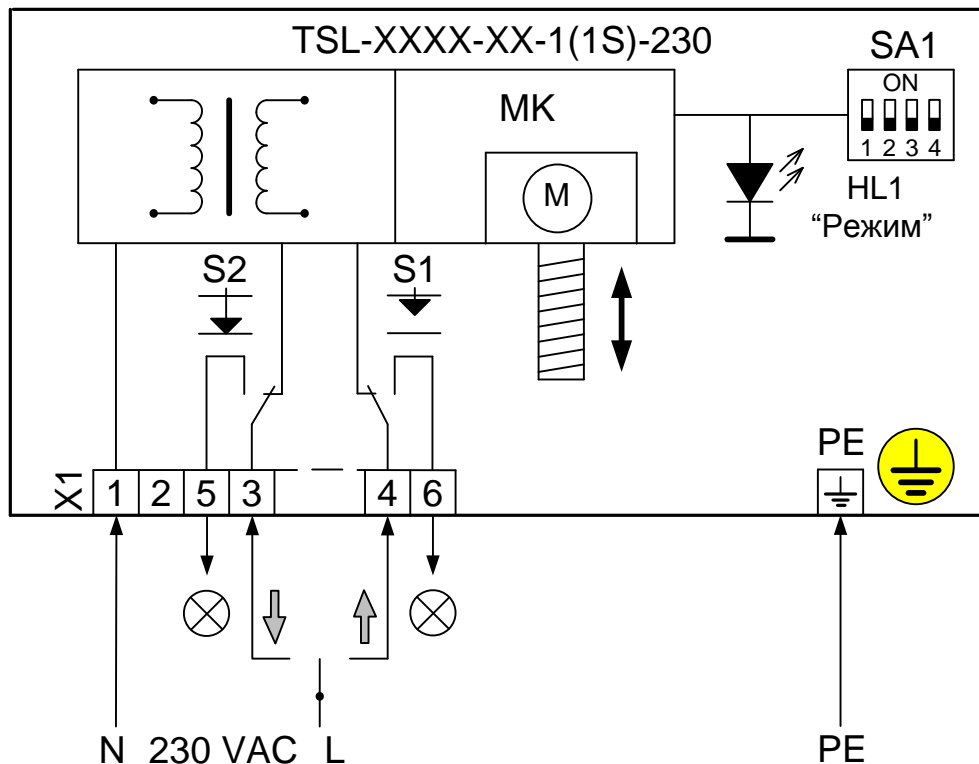 TSL-XXXX-XX-1(1S)-230
SA1
ON
1 2 3 4
MK
M
HL1
“Режим”
S2
S1
PE
X1
1 2 5 3 4 6
N 230 VAC L
PE